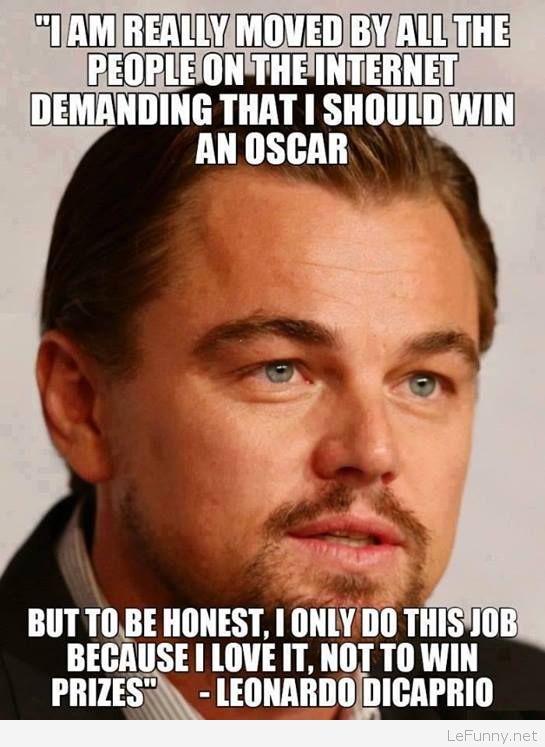 "I AM REALLY MOVED BY ALL THE
PEOPLE ON THE INTERNET
DEMANDING THAT I SHOULD WIN
AN OSCAR
BUT TO BE HONEST, I ONLY DO THIS JOB
BECAUSE I LOVE IT, NOT TO WIN
PRIZES" - LEONARDO DICAPRIO
LeFunny.net